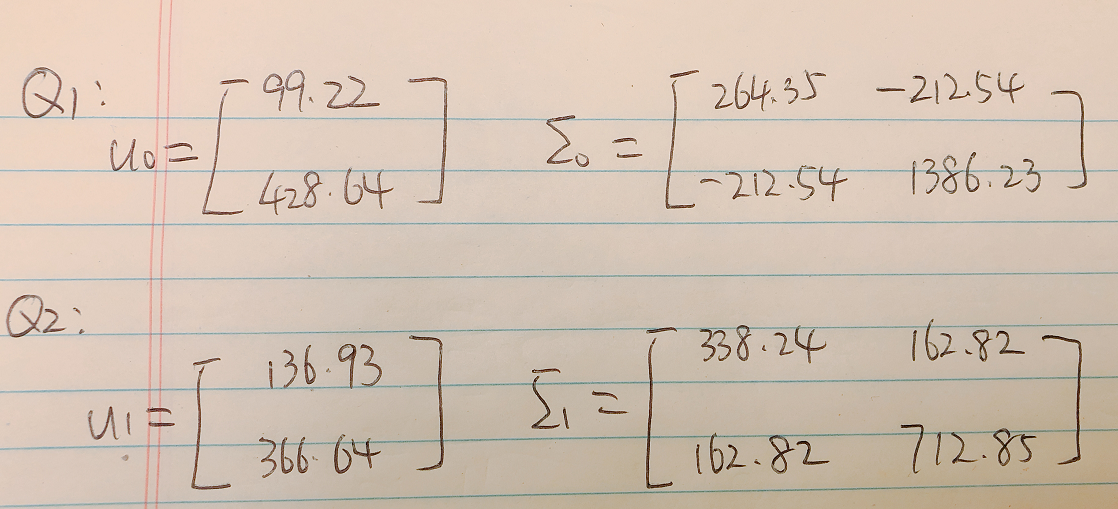 Q1:
u0 = [99.22 428.64] Σ0 = [264.35 -212.54 -212.54 1386.23]
Q2:
u1 = [136.93 366.64] Σ1 = [338.24 162.82 162.82 712.85]